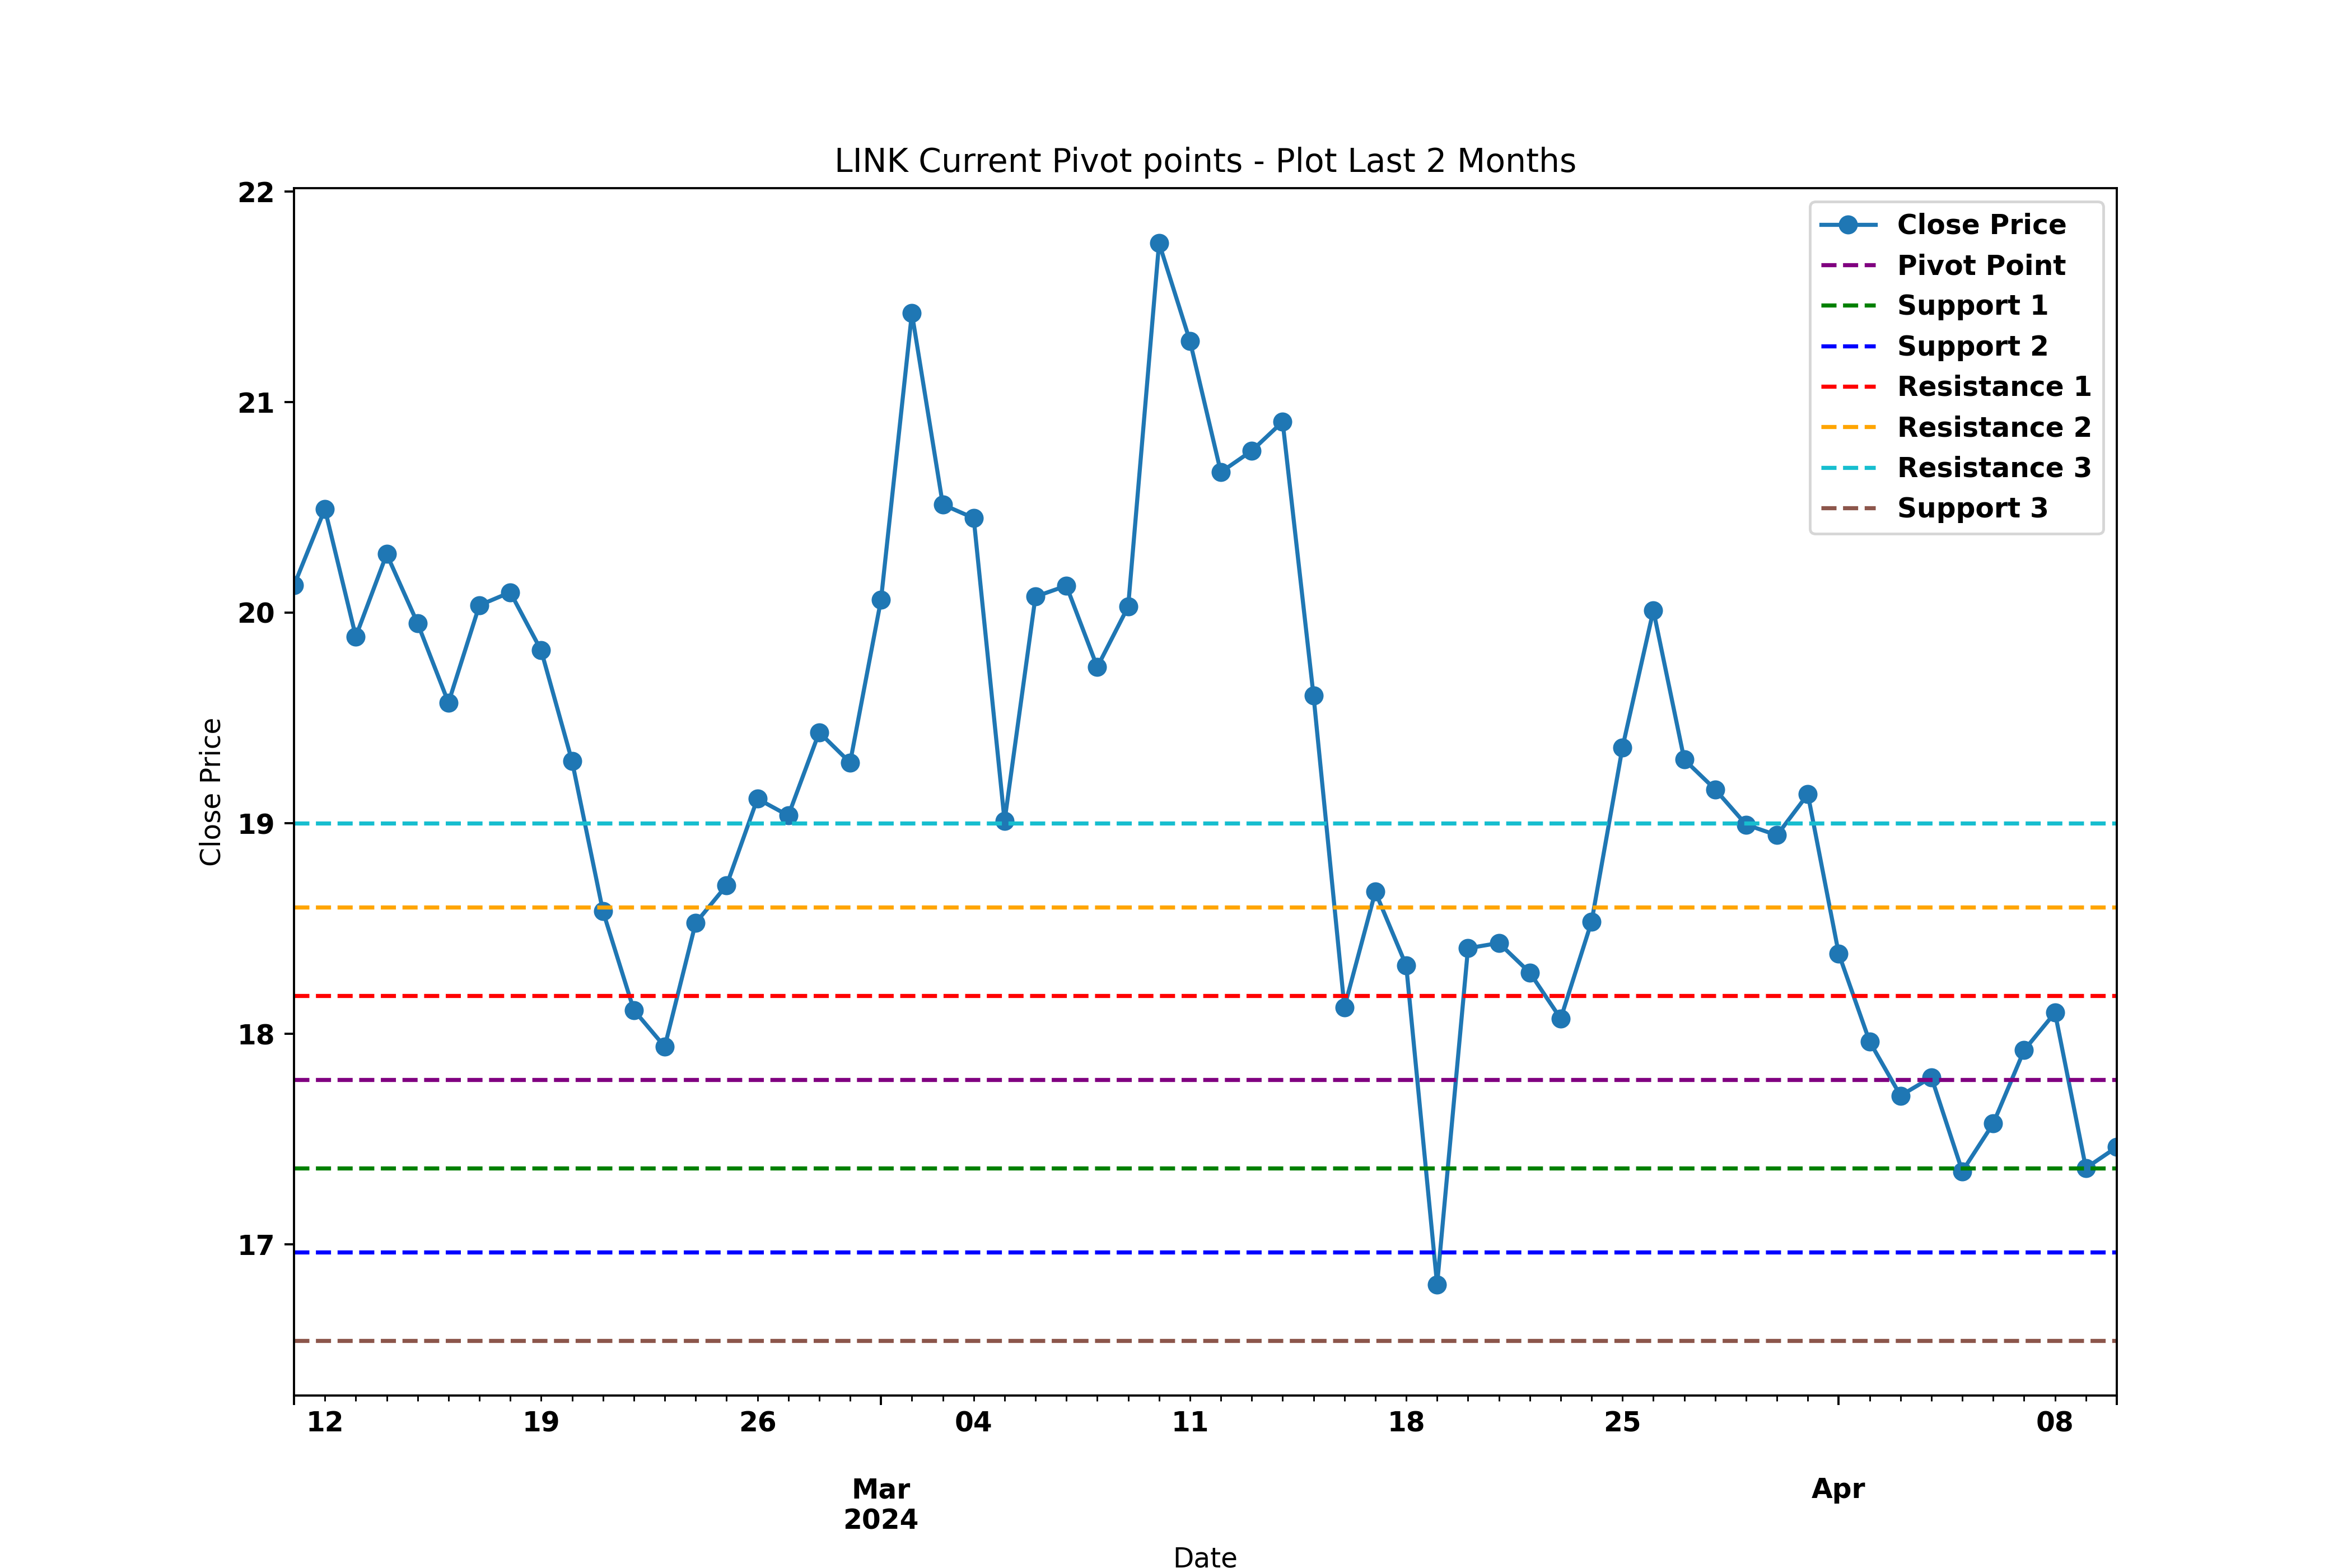 LINK Current Pivot points - Plot Last 2 Months
22
21
20
19
18
17
Close Price
Close Price
Pivot Point
Support 1
Support 2
Resistance 1
Resistance 2
Resistance 3
Support 3
12 19 26 04 11 18 25 08
Mar Apr
2024
Date